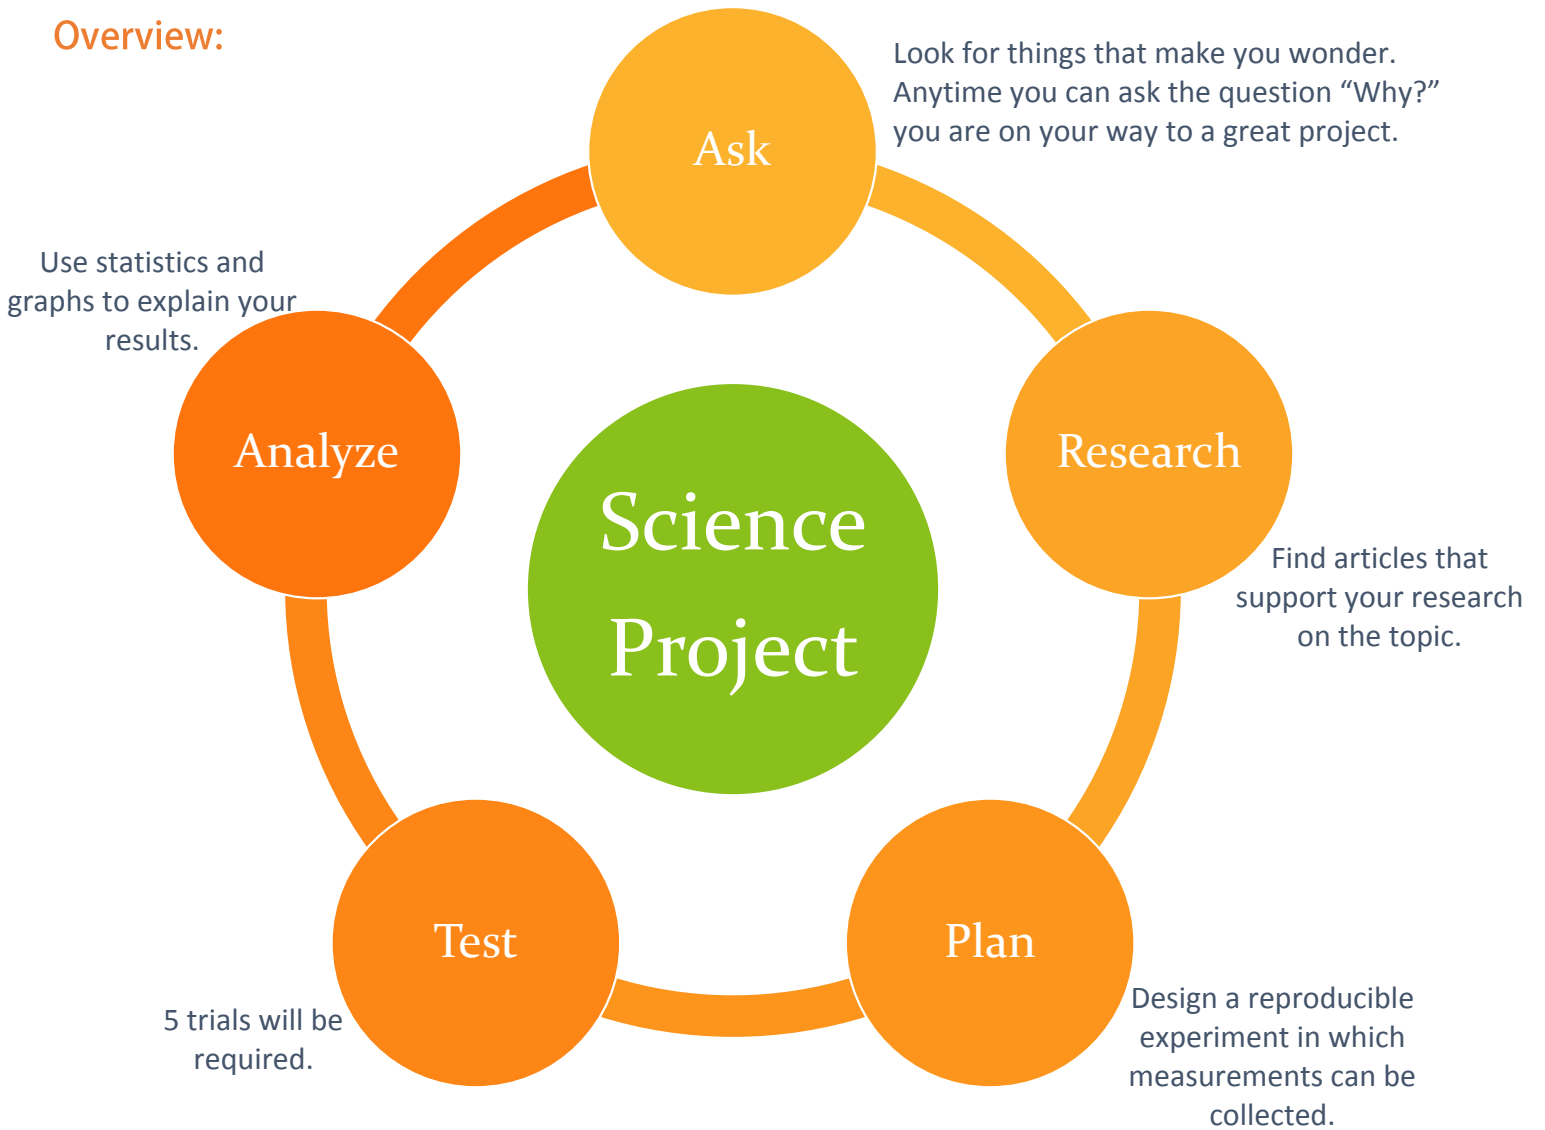 Overview:
Ask
Look for things that make you wonder.
Anytime you can ask the question “Why?”
you are on your way to a great project.
Research
Find articles that
support your research
on the topic.
Plan
Design a reproducible
experiment in which
measurements can be
collected.
Test
5 trials will be
required.
Analyze
Use statistics and
graphs to explain your
results.
Science
Project